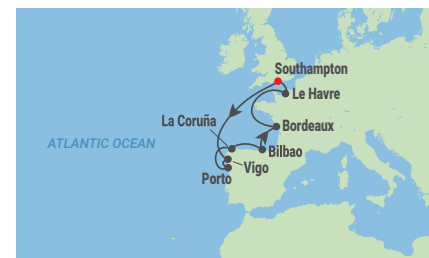 Southampton
Le Havre
La Coruña
Bordeaux
ATLANTIC OCEAN
Bilbao
Vigo
Porto